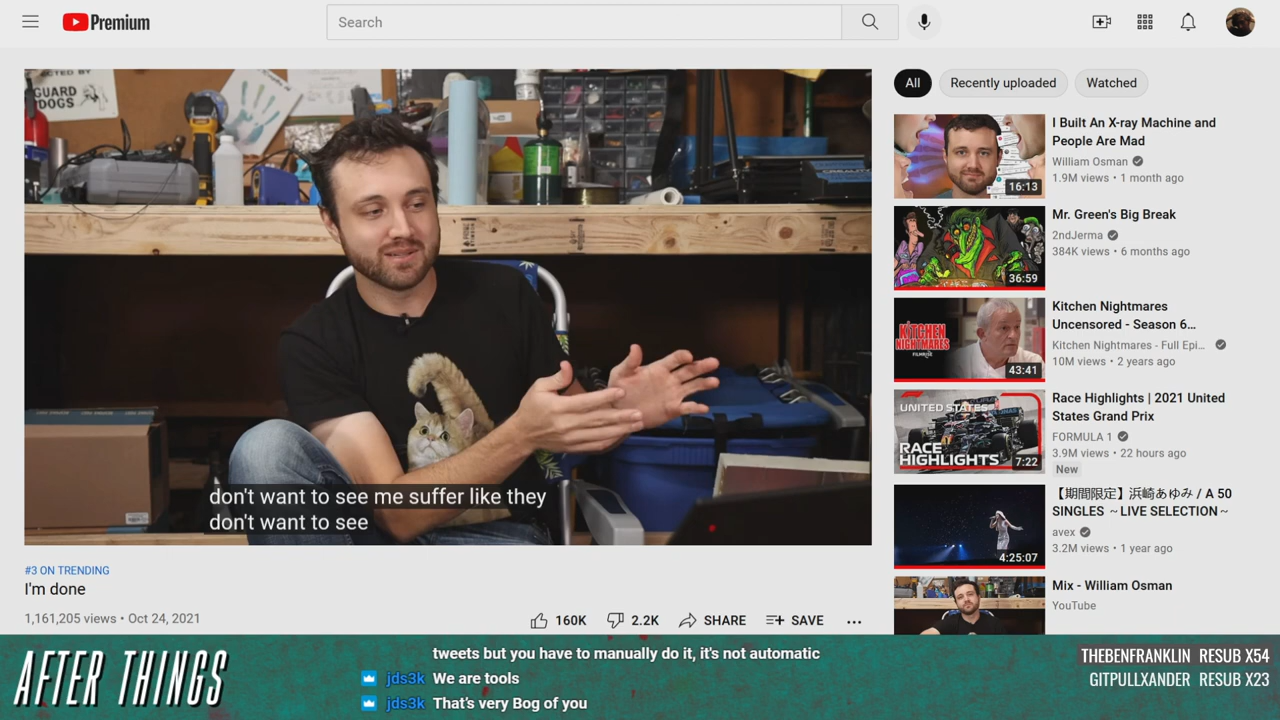 Premium
Search
SELECTED BY
GUARD
DOGS
don't want to see me suffer like they
don't want to see
#3 ON TRENDING
I'm done
1,161,205 views • Oct 24, 2021
160K
2.2K
SHARE
SAVE
All
Recently uploaded
Watched
16:13
I Built An X-ray Machine and
People Are Mad
William Osman
1.9M views • 1 month ago
36:59
Mr. Green's Big Break
2ndJerma
384K views • 6 months ago
KITCHEN
NIGHTMARES
FILMRISE
43:41
Kitchen Nightmares
Uncensored - Season 6...
Kitchen Nightmares - Full Epi...
10M views • 2 years ago
UNITED STATES
RACE
HIGHLIGHTS
7:22
Race Highlights | 2021 United
States Grand Prix
FORMULA 1
3.9M views • 22 hours ago
New
4:25:07
【期間限定】浜崎あゆみ / A 50
SINGLES ～LIVE SELECTION～
avex
3.2M views • 1 year ago
Mix - William Osman
YouTube
AFTER THINGS
tweets but you have to manually do it, it's not automatic
jds3k We are tools
jds3k That's very Bog of you
THEBENFRANKLIN RESUB X54
GITPULLXANDER RESUB X23